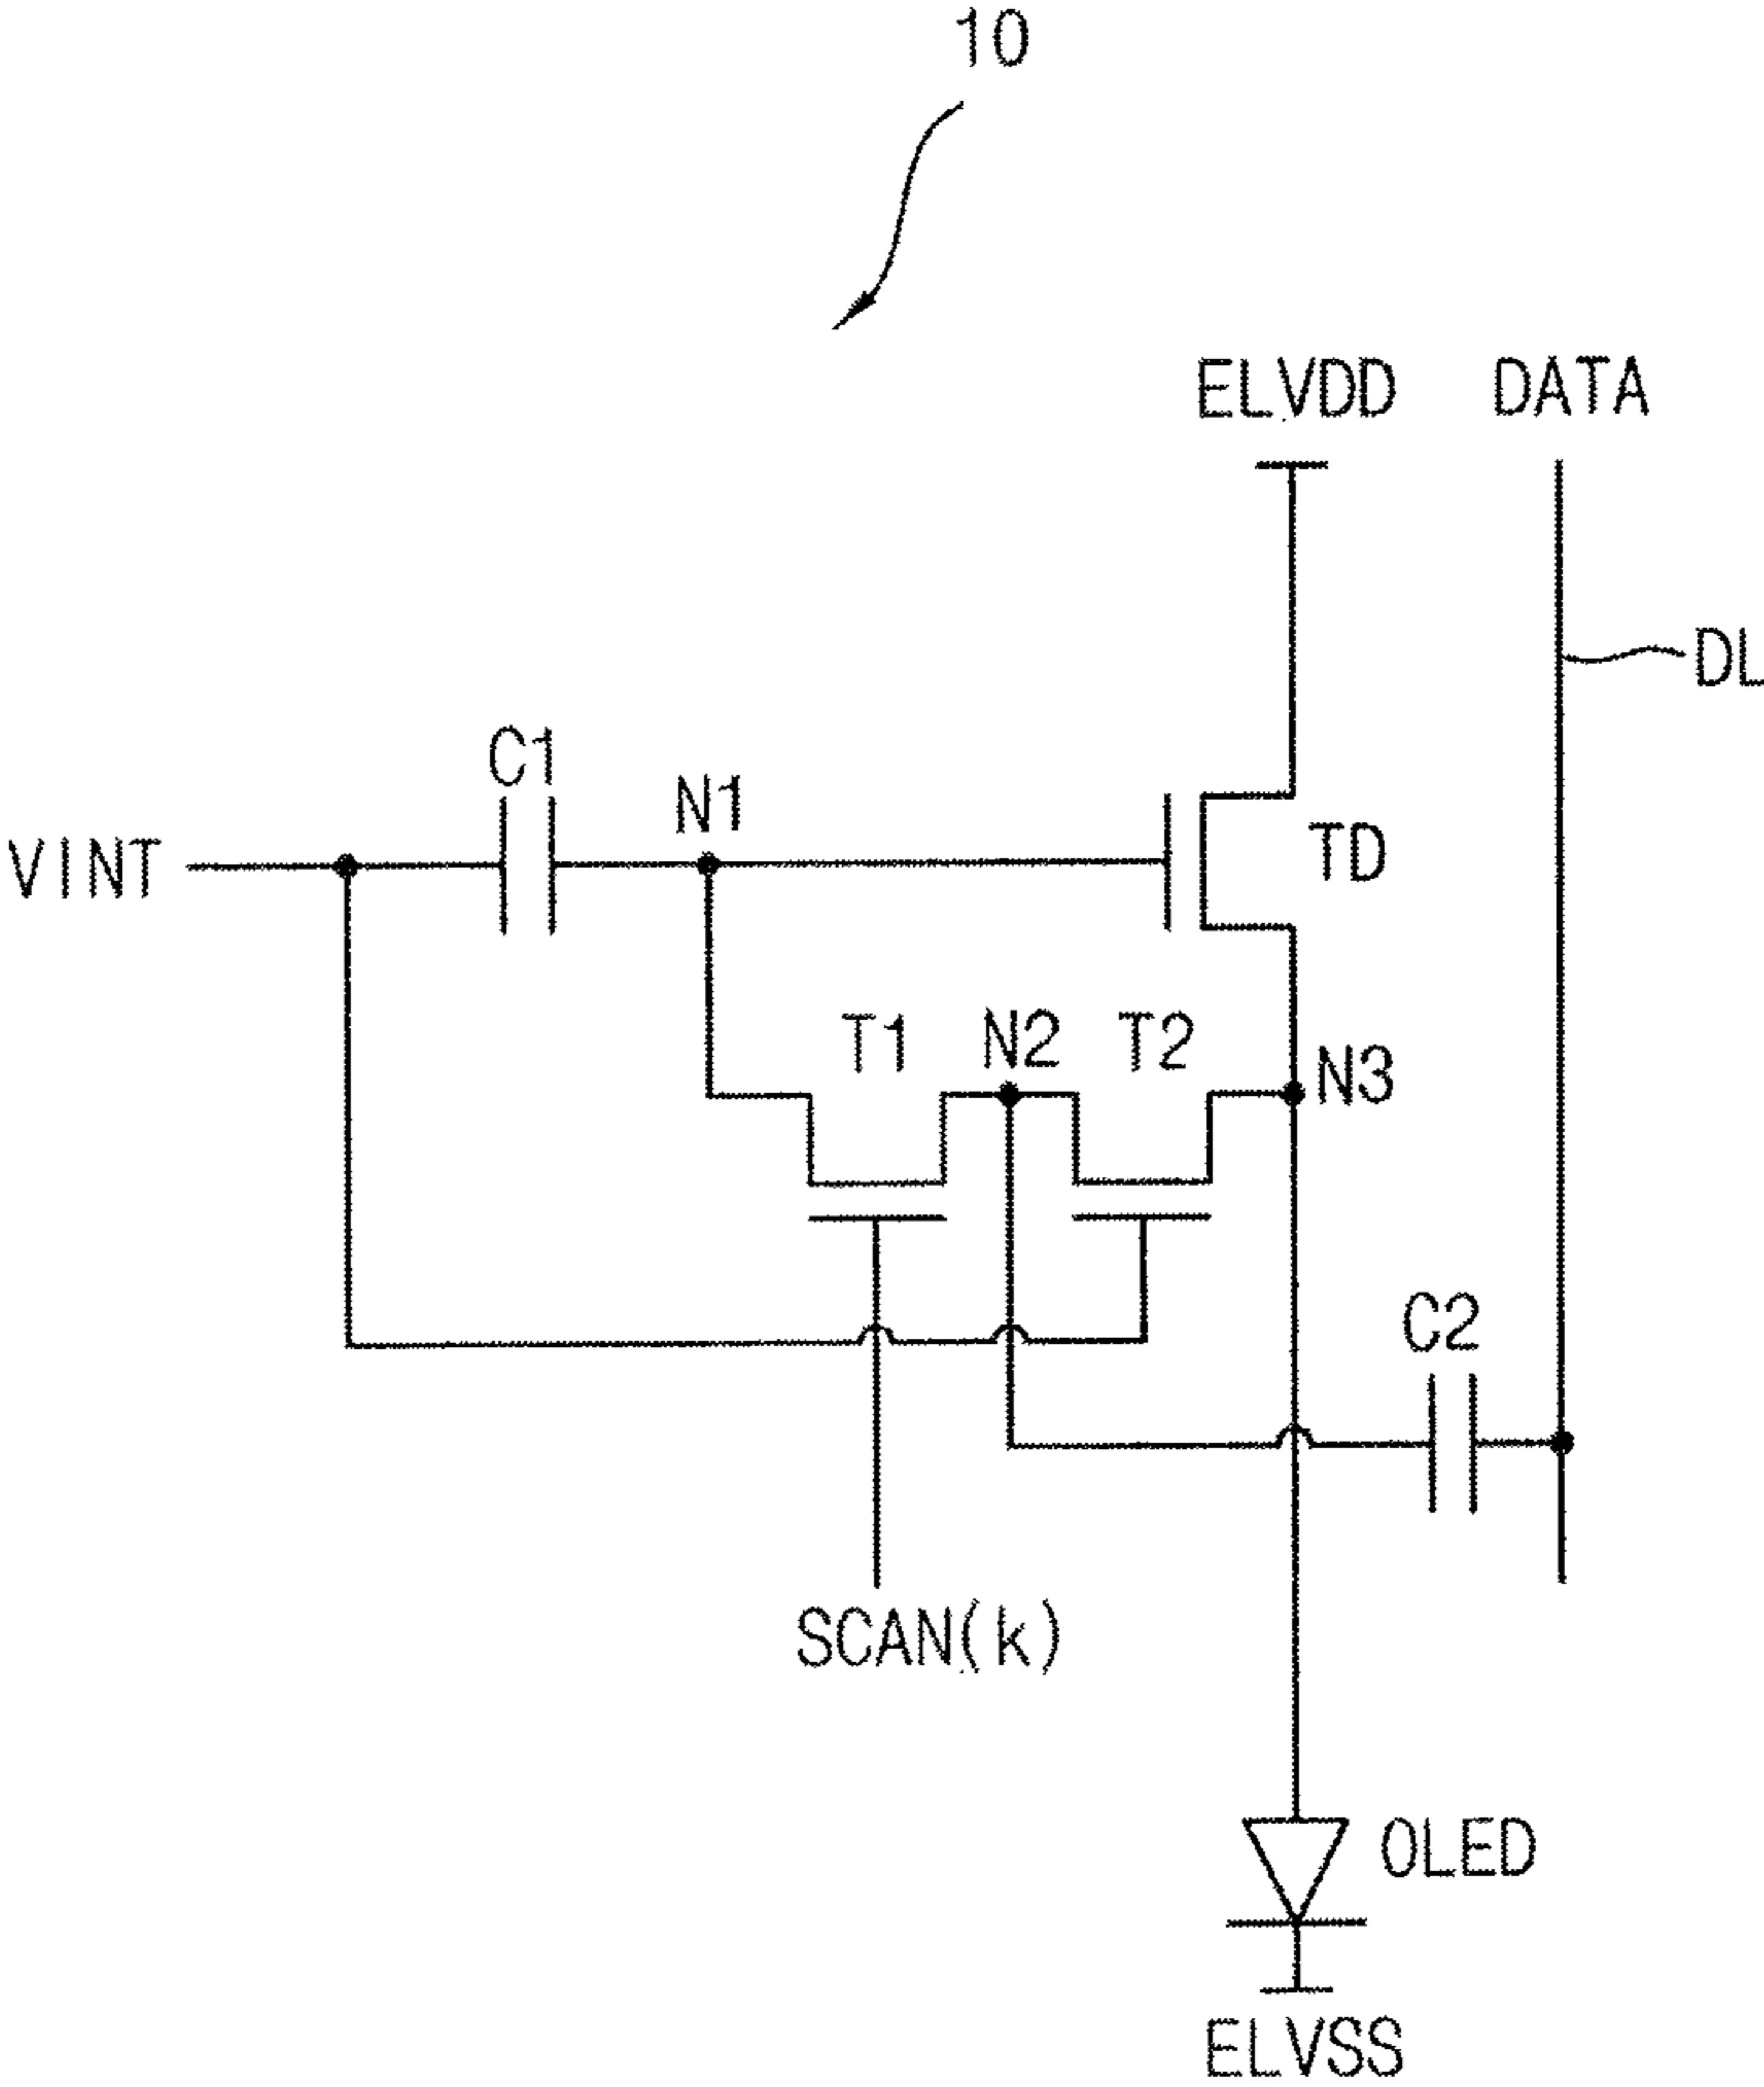 10
ELVDD
DATA
DL
C1
N1
VINT
TD
T1
N2
T2
N3
C2
SCAN(k)
OLED
ELVSS